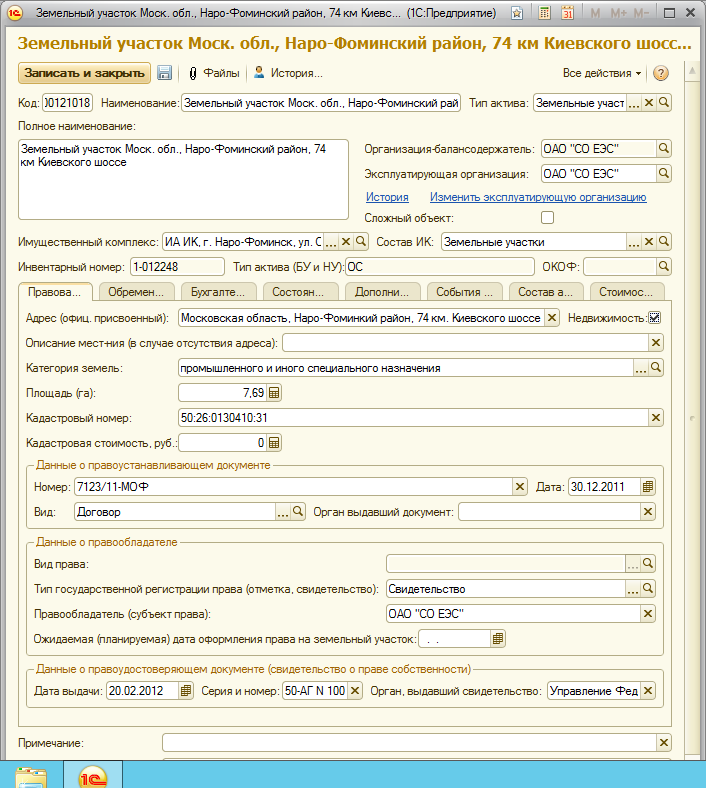 Земельный участок Моск. обл., Наро-Фоминский район, 74 км Киевс... (1С:Предприятие) M M+ M-
Земельный участок Моск. обл., Наро-Фоминский район, 74 км Киевского шосс...
Записать и закрыть Файлы История... Все действия
Код: 00121018 Наименование: Земельный участок Моск. обл., Наро-Фоминский рай Тип актива: Земельные участ
Полное наименование:
Земельный участок Моск. обл., Наро-Фоминский район, 74
км Киевского шоссе
Организация-балансодержатель: ОАО "СО ЕЭС"
Эксплуатирующая организация: ОАО "СО ЕЭС"
История Изменить эксплуатирующую организацию
Сложный объект:
Имущественный комплекс: ИА ИК, г. Наро-Фоминск, ул. С Состав ИК: Земельные участки
Инвентарный номер: 1-012248 Тип актива (БУ и НУ): ОС ОКОФ:
Правова... Обремен... Бухгалте... Состоян... Дополни... События ... Состав а... Стоимос...
Адрес (офиц. присвоенный): Московская область, Наро-Фоминкий район, 74 км. Киевского шоссе Недвижимость:
Описание мест-ния (в случае отсутствия адреса):
Категория земель: промышленного и иного специального назначения
Площадь (га): 7,69
Кадастровый номер: 50:26:0130410:31
Кадастровая стоимость, руб.: 0
Данные о правоустанавливающем документе
Номер: 7123/11-МОФ Дата: 30.12.2011
Вид: Договор Орган выдавший документ:
Данные о правообладателе
Вид права:
Тип государственной регистрации права (отметка, свидетельство): Свидетельство
Правообладатель (субъект права): ОАО "СО ЕЭС"
Ожидаемая (планируемая) дата оформления права на земельный участок: . .
Данные о правоудостоверяющем документе (свидетельство о праве собственности)
Дата выдачи: 20.02.2012 Серия и номер: 50-АГ N 100 Орган, выдавший свидетельство: Управление Фед
Примечание: